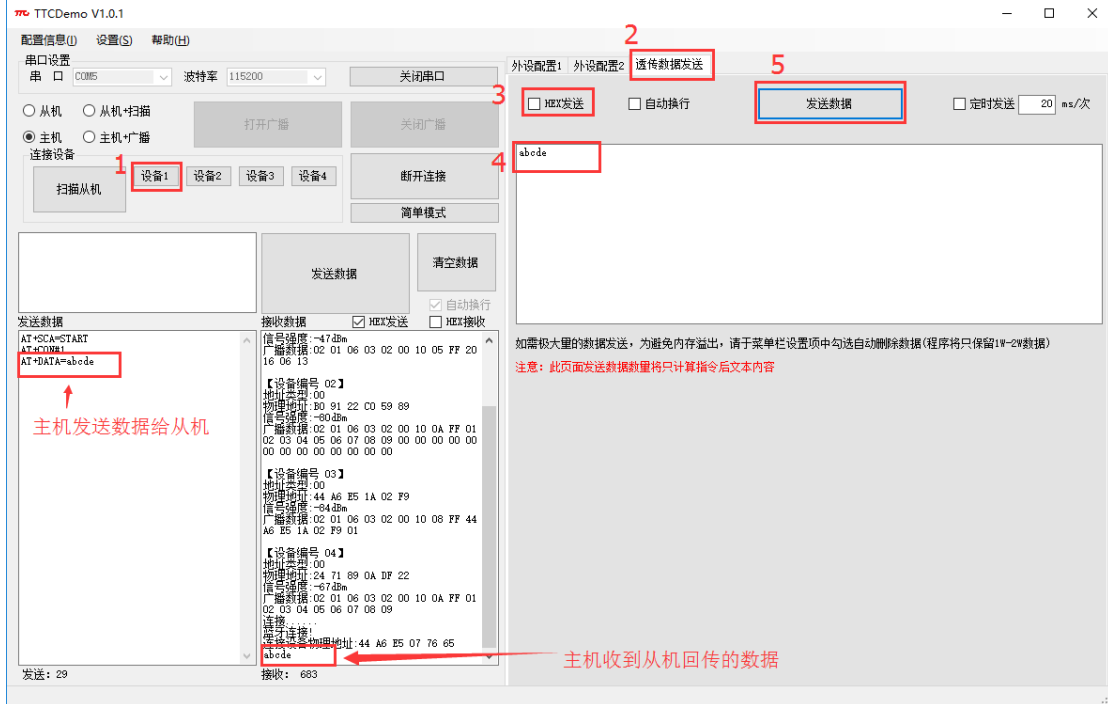 TTC TTCDemo V1.0.1
配置信息(I) 设置(S) 帮助(H)
串口设置
串 口 COM5 波特率 115200 关闭串口
从机 从机+扫描 打开广播 关闭广播
主机 主机+广播
连接设备
1
扫描从机 设备1 设备2 设备3 设备4 断开连接
简单模式
发送数据 清空数据
自动换行
发送数据 接收数据 HEX发送 HEX接收
AT+SCA=START
AT+CON#1
AT+DATA=abcde
主机发送数据给从机
信号强度:-47dBm
广播数据:02 01 06 03 02 00 10 05 FF 20
16 06 13
【设备编号 02】
地址类型:00
物理地址:B0 91 22 C0 59 89
信号强度:-80dBm
广播数据:02 01 06 03 02 00 10 0A FF 01
02 03 04 05 06 07 08 09 00 00 00 00 00
00 00 00 00 00 00 00 00
【设备编号 03】
地址类型:00
物理地址:44 A6 E5 1A 02 F9
信号强度:-84dBm
广播数据:02 01 06 03 02 00 10 08 FF 44
A6 E5 1A 02 F9 01
【设备编号 04】
地址类型:00
物理地址:24 71 89 0A DF 22
信号强度:-67dBm
广播数据:02 01 06 03 02 00 10 0A FF 01
02 03 04 05 06 07 08 09
连接......
蓝牙连接!
连接设备物理地址:44 A6 E5 07 76 65
abcde
主机收到从机回传的数据
发送: 29 接收: 683
2
外设配置1 外设配置2 透传数据发送
5
3
HEX发送 自动换行 发送数据 定时发送 20 ms/次
4
abcde
如需极大量的数据发送，为避免内存溢出，请于菜单栏设置项中勾选自动删除数据(程序将只保留1W-2W数据)
注意: 此页面发送数据数量将只计算指令后文本内容